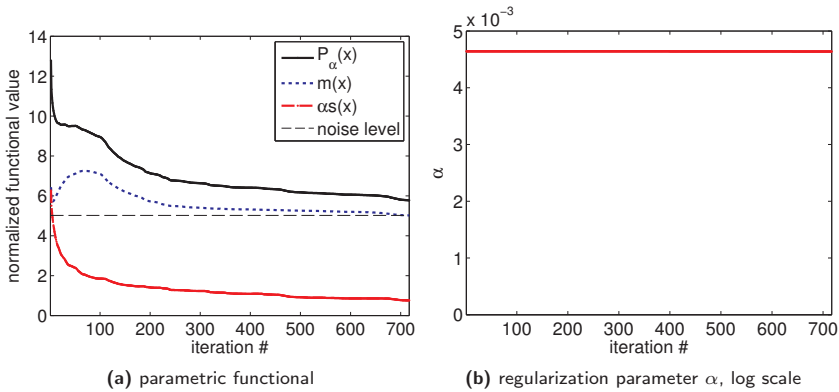 14
12
10
8
6
4
2
0
normalized functional value
P_α(x)
m(x)
αs(x)
noise level
100 200 300 400 500 600 700
iteration #
(a) parametric functional
5 x 10^-3
4
3
2
1
0
α
100 200 300 400 500 600 700
iteration #
(b) regularization parameter α, log scale